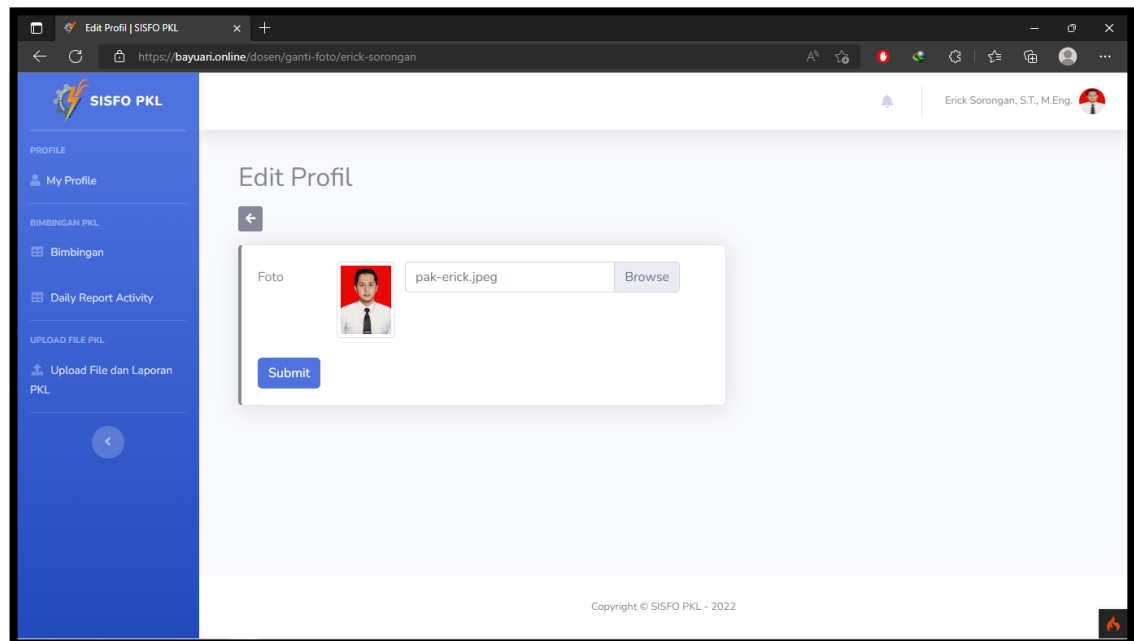 Edit Profil | SISFO PKL
https://bayuari.online/dosen/ganti-foto/erick-sorongan
SISFO PKL
Erick Sorongan, S.T., M.Eng.
PROFILE
My Profile
BIMBINGAN PKL
Bimbingan
Daily Report Activity
UPLOAD FILE PKL
Upload File dan Laporan
PKL
Edit Profil
Foto
pak-erick.jpeg
Browse
Submit
Copyright © SISFO PKL - 2022